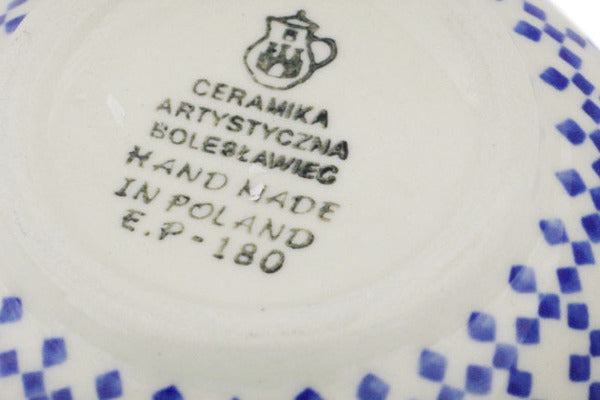 CERAMIKA
ARTYSTYCZNA
BOLESŁAWIEC
HAND MADE
IN POLAND
E.P-180